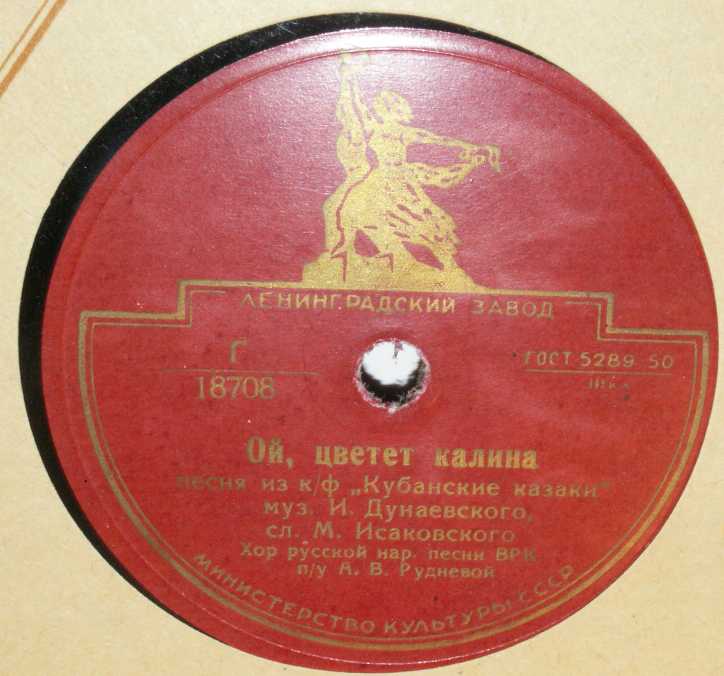 ЛЕНИНГРАДСКИЙ ЗАВОД
Г
18708
ГОСТ 5289-50
Ой, цветет калина
песня из к/ф „Кубанские казаки"
муз. И. Дунаевского,
сл. М. Исаковского
Хор русской нар. песни ВРК
п/у А. В. Рудневой
МИНИСТЕРСТВО КУЛЬТУРЫ СССР